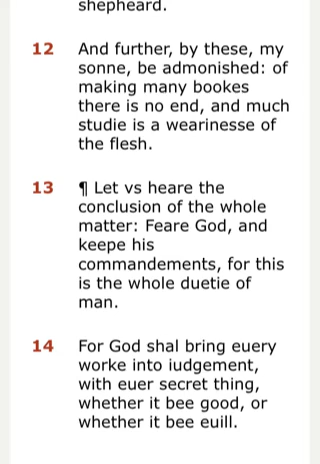 shepheard.
12 And further, by these, my
sonne, be admonished: of
making many bookes
there is no end, and much
studie is a wearinesse of
the flesh.
13 ¶ Let vs heare the
conclusion of the whole
matter: Feare God, and
keepe his
commandements, for this
is the whole duetie of
man.
14 For God shal bring euery
worke into iudgement,
with euer secret thing,
whether it bee good, or
whether it bee euill.